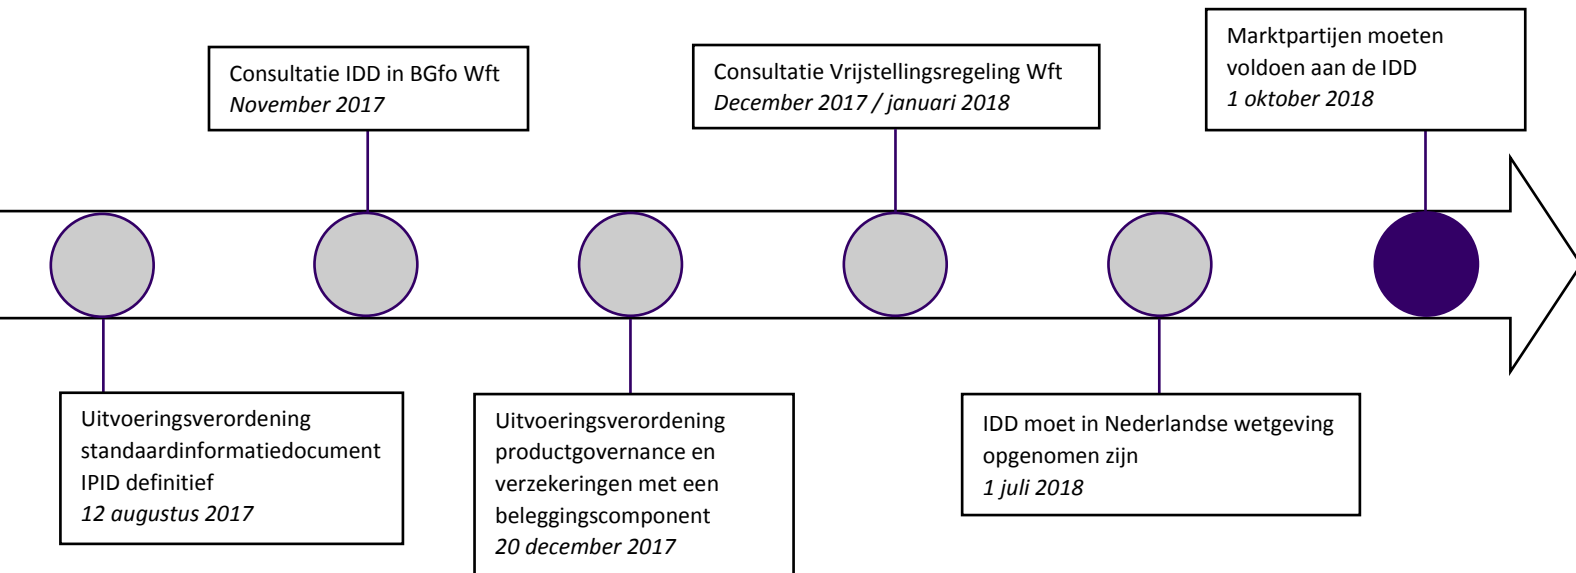 Consultatie IDD in BGfo Wft
November 2017
Consultatie Vrijstellingsregeling Wft
December 2017 / januari 2018
Marktpartijen moeten
voldoen aan de IDD
1 oktober 2018
Uitvoeringsverordening
standaardinformatiedocument
IPID definitief
12 augustus 2017
Uitvoeringsverordening
productgovernance en
verzekeringen met een
beleggingscomponent
20 december 2017
IDD moet in Nederlandse wetgeving
opgenomen zijn
1 juli 2018